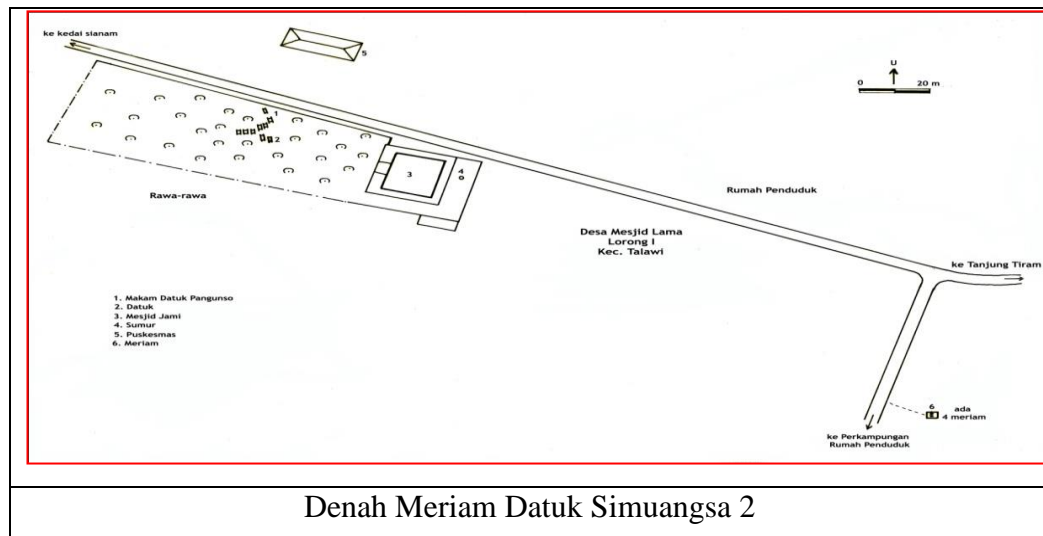 ke kedai sianam
5
U
0 20 m
1
2
3
4
Rumah Penduduk
Rawa-rawa
Desa Mesjid Lama
Lorong I
Kec. Talawi
ke Tanjung Tiram
1. Makam Datuk Pangunso
2. Datuk
3. Mesjid Jami
4. Sumur
5. Puskesmas
6. Meriam
6
ada
4 meriam
ke Perkampungan
Rumah Penduduk
Denah Meriam Datuk Simuangsa 2